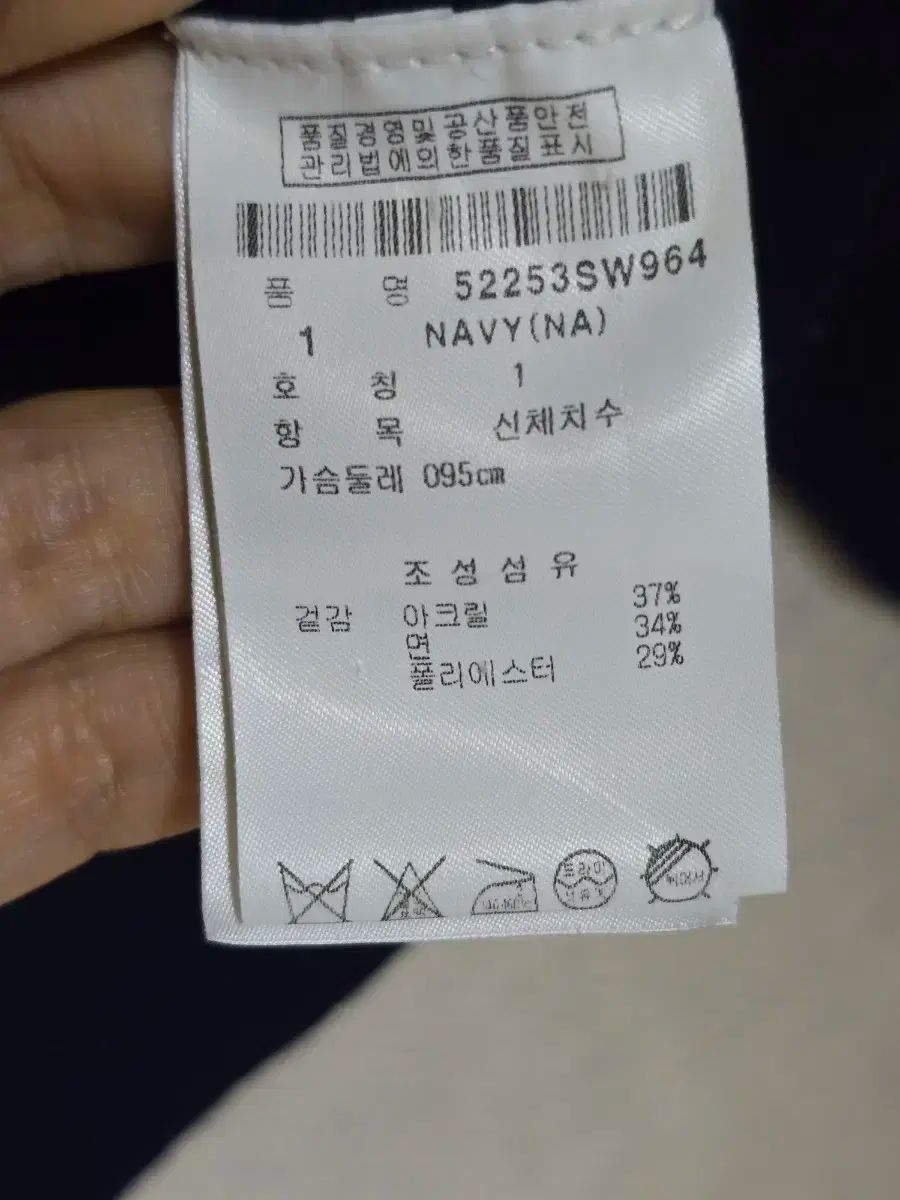 품질경영및공산품안전
관리법에의한품질표시
품 명 52253SW964
1 NAVY(NA)
호 칭 1
항 목 신체치수
가슴둘레 095㎝
조 성 섬 유
겉감 아크릴 37%
면 34%
폴리에스터 29%
드라이